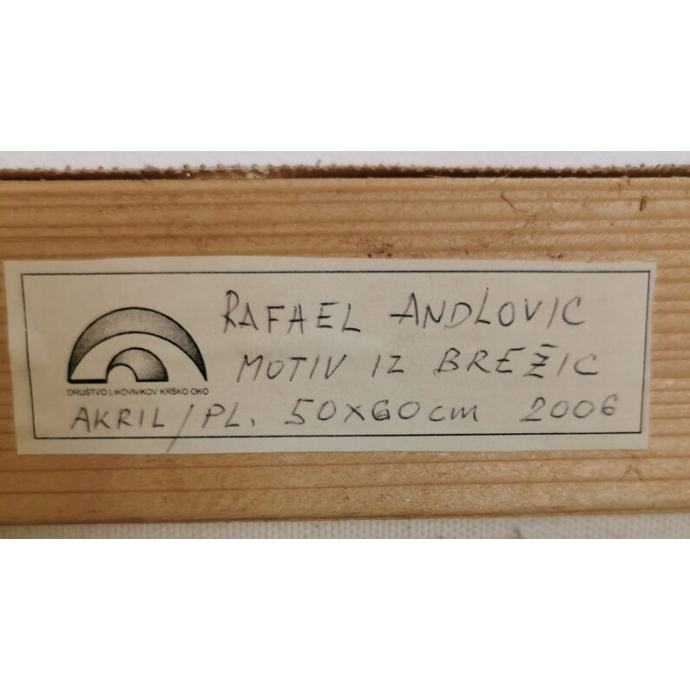 RAFAEL ANDLOVIC
MOTIV IZ BREŽIC
DRUŠTVO LIKOVNIKOV KRŠKO OKO
AKRIL/PL. 50X60cm 2006